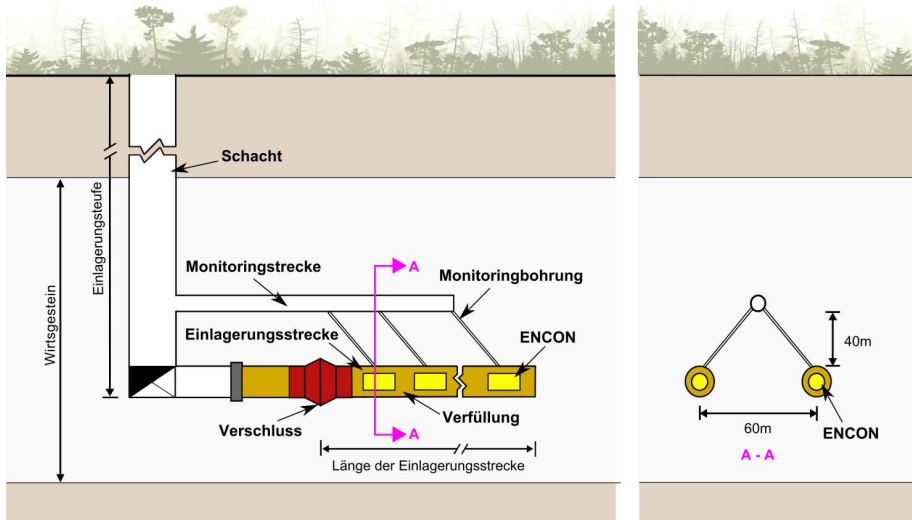 Schacht
Einlagerungsteufe
Wirtsgestein
A
Monitoringstrecke
Monitoringbohrung
Einlagerungsstrecke
ENCON
Verschluss
Verfüllung
A
Länge der Einlagerungsstrecke
40m
60m
ENCON
A - A